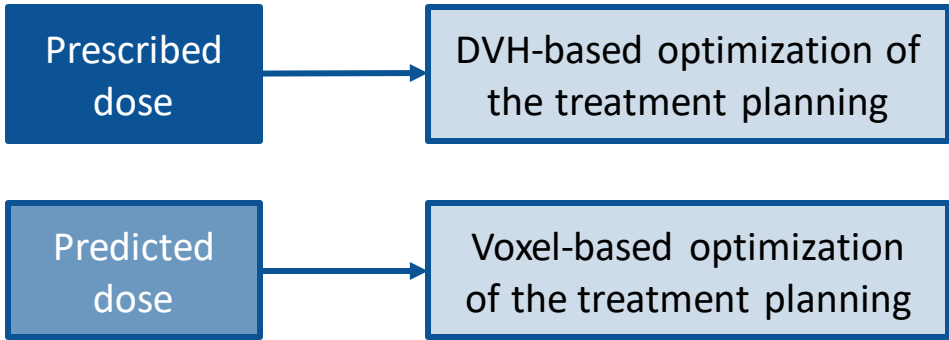 Prescribed
dose
DVH-based optimization of
the treatment planning
Predicted
dose
Voxel-based optimization
of the treatment planning